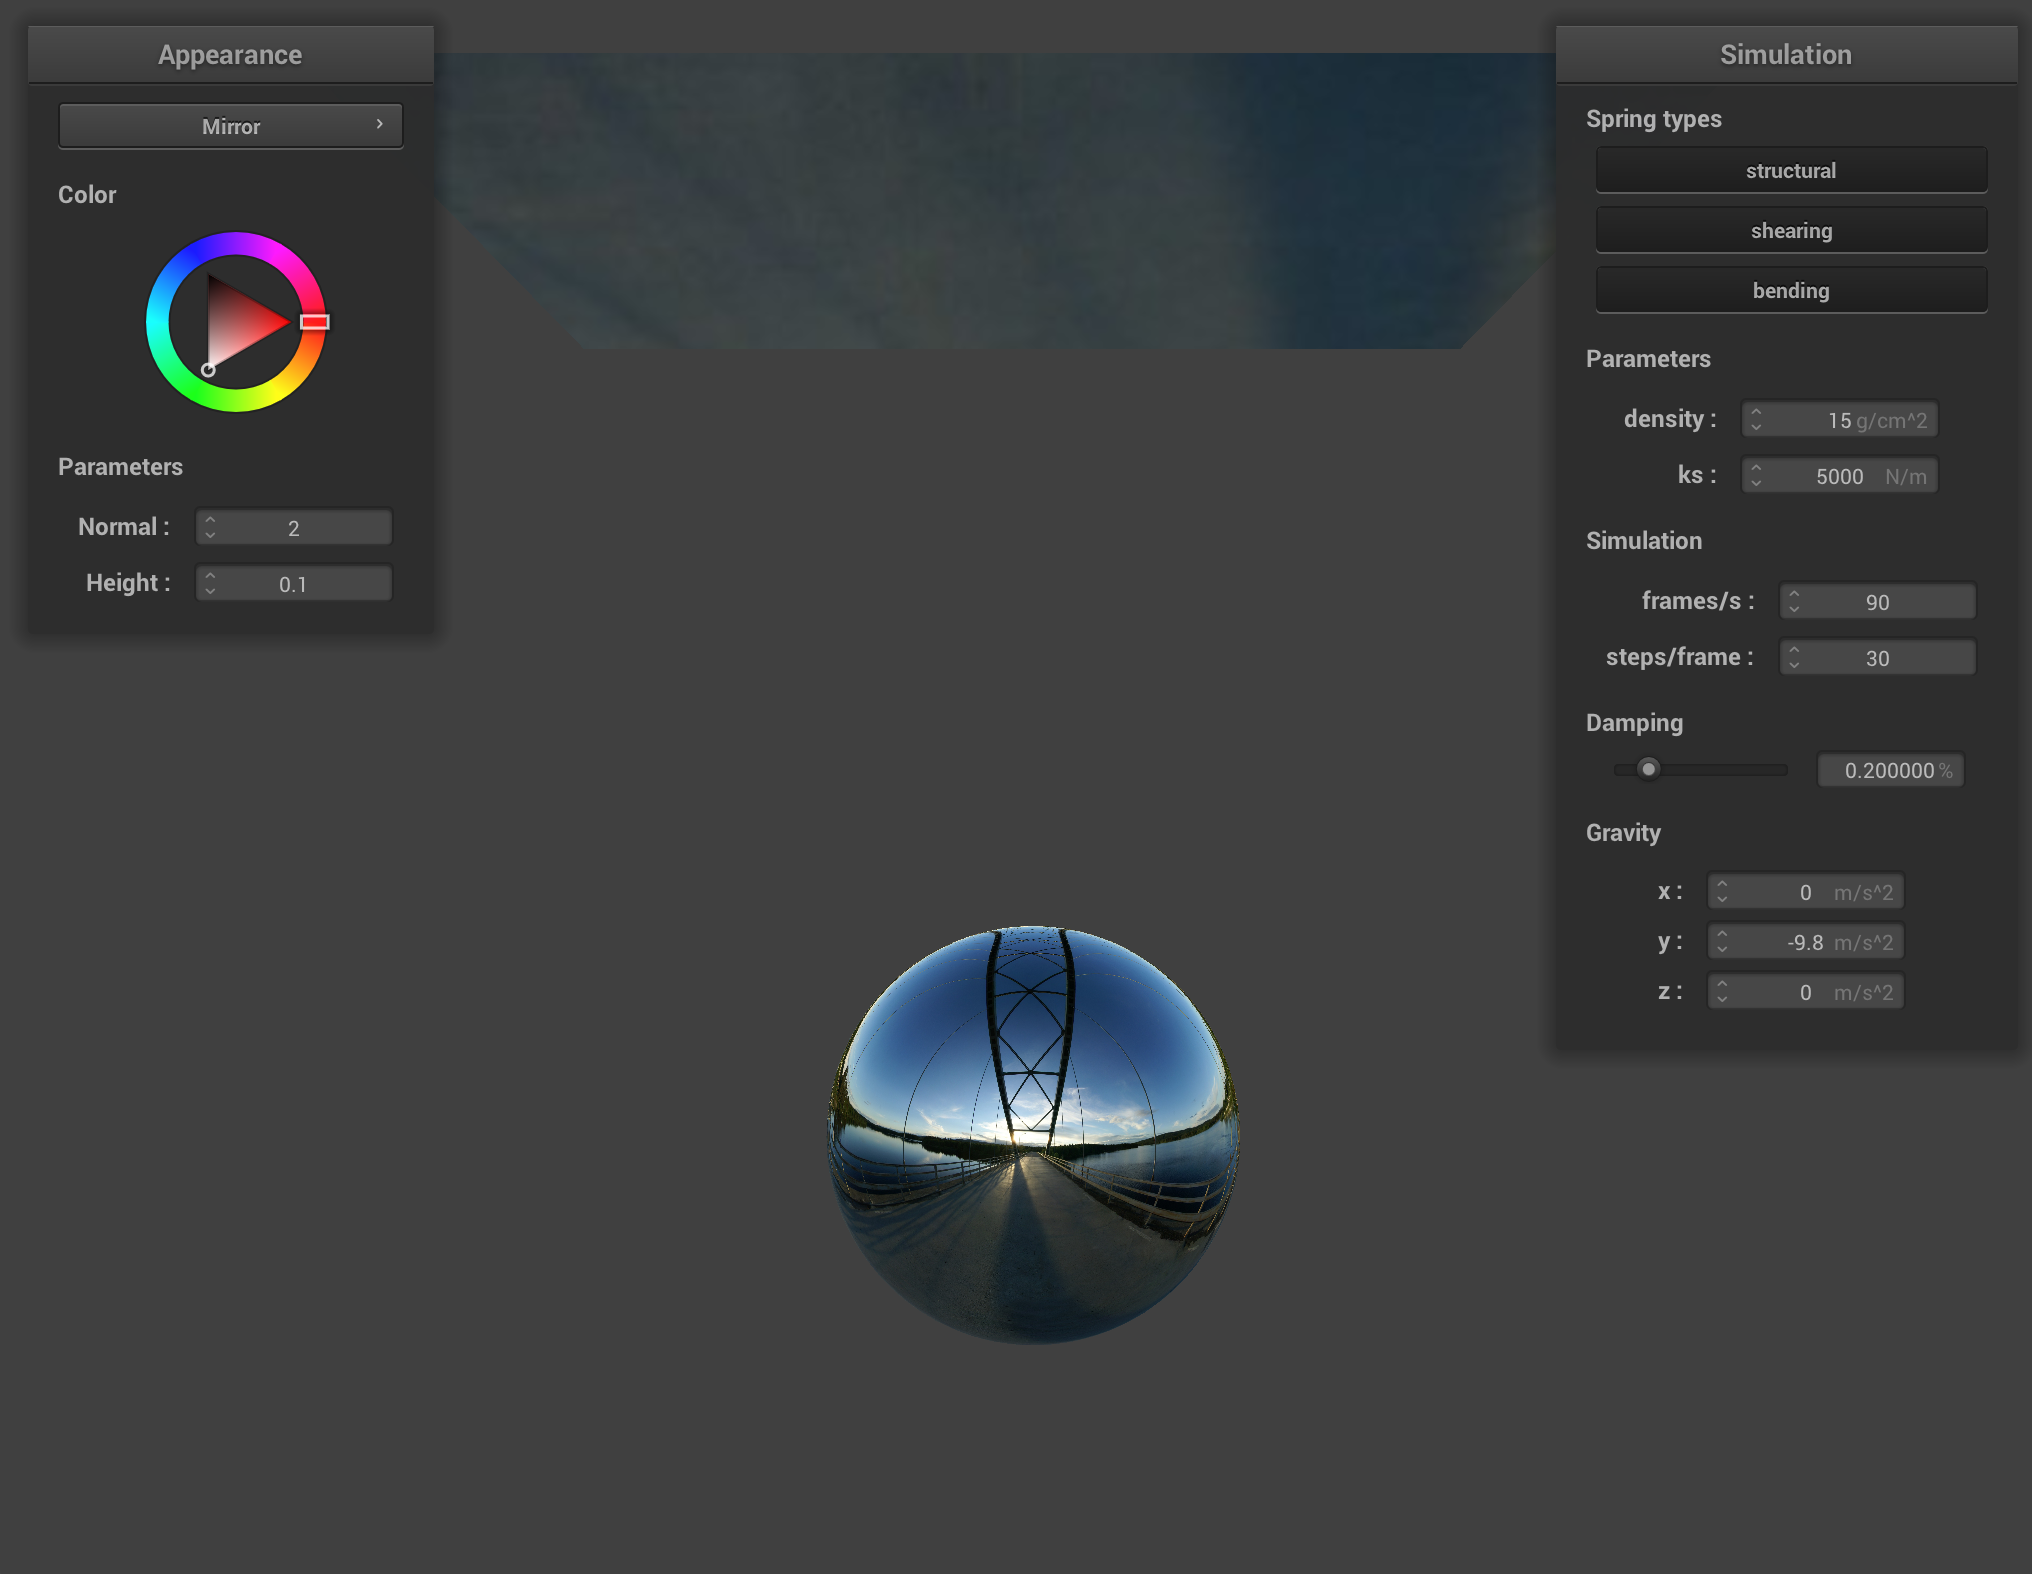 Appearance
Mirror
Color
Parameters
Normal : 2
Height : 0.1
Simulation
Spring types
structural
shearing
bending
Parameters
density : 15 g/cm^2
ks : 5000 N/m
Simulation
frames/s : 90
steps/frame : 30
Damping
0.200000 %
Gravity
x : 0 m/s^2
y : -9.8 m/s^2
z : 0 m/s^2